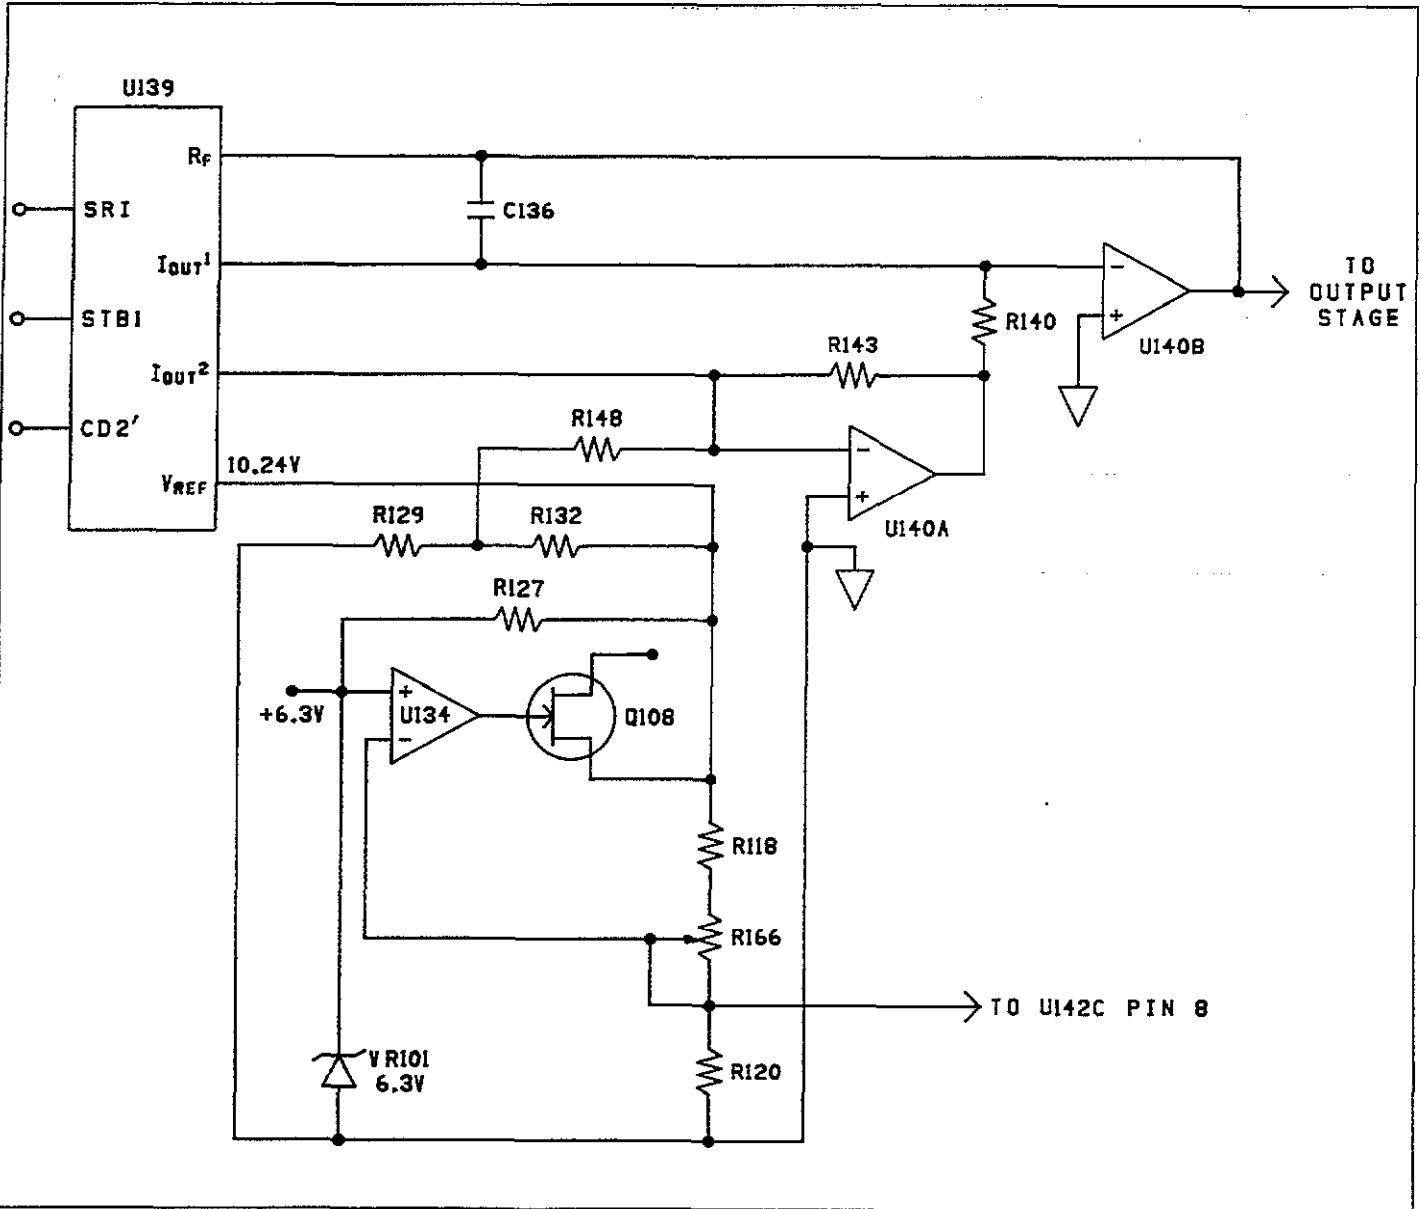 U139
RF
SRI
C136
IOUT1
TO
OUTPUT
STAGE
STB1
R140
R143
U140B
IOUT2
R148
CD2′
10.24V
VREF
R129
R132
U140A
R127
+
U134
−
+6.3V
Q108
R118
R166
TO U142C PIN 8
VR101
6.3V
R120